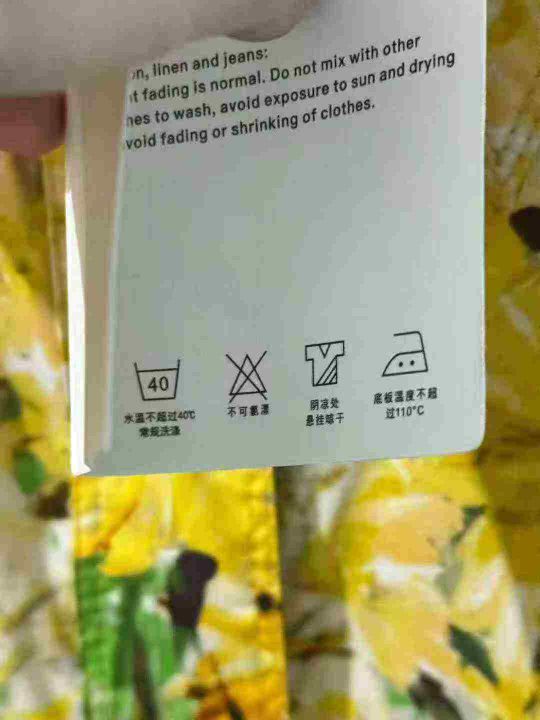 n, linen and jeans:
t fading is normal. Do not mix with other
hes to wash, avoid exposure to sun and drying
void fading or shrinking of clothes.
40
水温不超过40℃
常规洗涤
不可氯漂
阴凉处
悬挂晾干
底板温度不超
过110°C